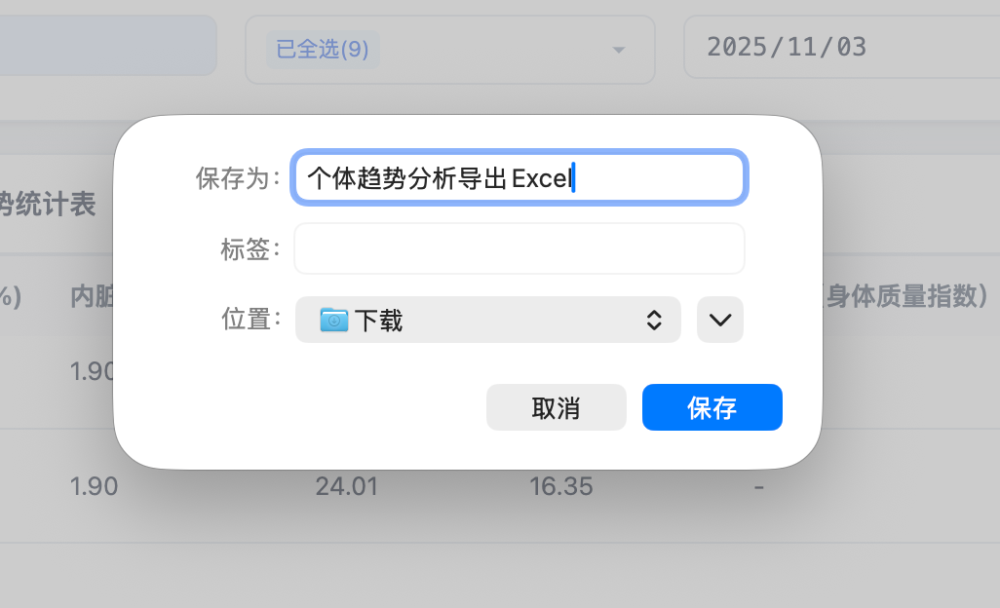 已全选(9)
2025/11/03
保存为：
个体趋势分析导出Excel
势统计表
标签：
%)
内脏
（身体质量指数）
位置：
下载
1.90
取消
保存
1.90
24.01
16.35
-